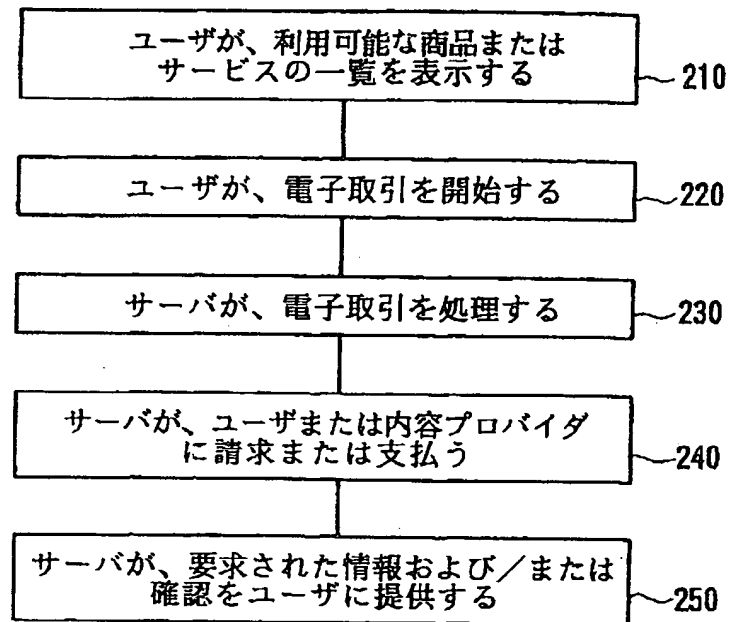 ユーザが、利用可能な商品または
サービスの一覧を表示する
210
ユーザが、電子取引を開始する
220
サーバが、電子取引を処理する
230
サーバが、ユーザまたは内容プロバイダ
に請求または支払う
240
サーバが、要求された情報および／または
確認をユーザに提供する
250